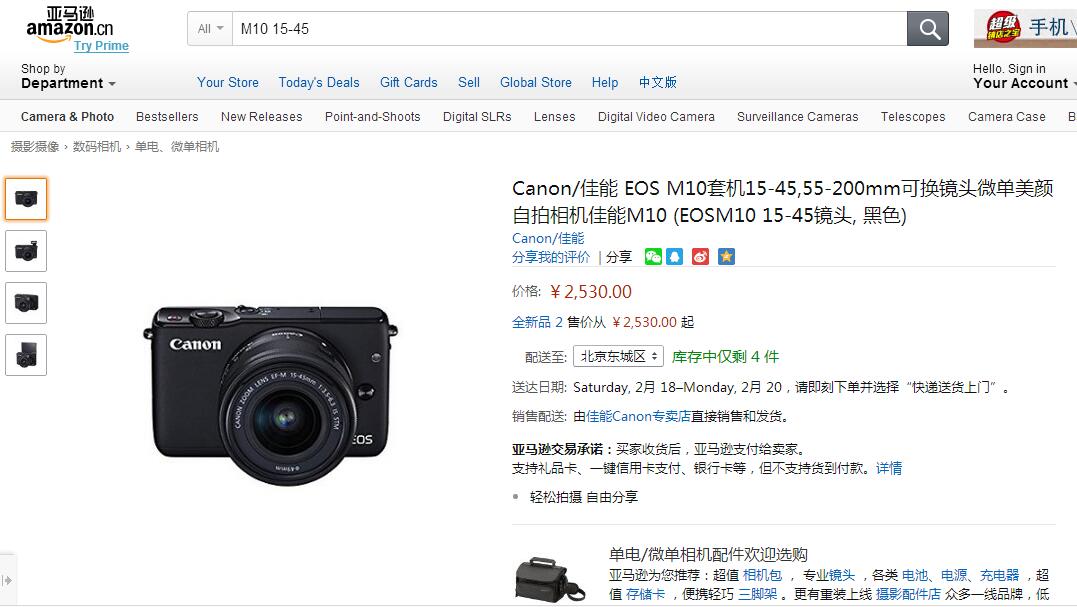 亚马逊
amazon.cn
Try Prime
All
M10 15-45
超级
镇店之宝
手机
Shop by
Department
Your Store
Today's Deals
Gift Cards
Sell
Global Store
Help
中文版
Hello. Sign in
Your Account
Camera & Photo
Bestsellers
New Releases
Point-and-Shoots
Digital SLRs
Lenses
Digital Video Camera
Surveillance Cameras
Telescopes
Camera Case
B
摄影摄像 › 数码相机 › 单电、微单相机
Canon/佳能 EOS M10套机15-45,55-200mm可换镜头微单美颜
自拍相机佳能M10 (EOSM10 15-45镜头, 黑色)
Canon/佳能
分享我的评价 | 分享
价格: ￥2,530.00
全新品 2 售价从 ￥2,530.00 起
配送至: 北京东城区 库存中仅剩 4 件
送达日期: Saturday, 2月 18–Monday, 2月 20，请即刻下单并选择“快递送货上门”。
销售配送: 由佳能Canon专卖店直接销售和发货。
亚马逊交易承诺：买家收货后，亚马逊支付给卖家。
支持礼品卡、一键信用卡支付、银行卡等，但不支持货到付款。详情
轻松拍摄 自由分享
Canon
CANON ZOOM LENS EF-M 15-45mm 1:3.5-6.3 IS STM
EOS
单电/微单相机配件欢迎选购
亚马逊为您推荐：超值 相机包 ， 专业镜头 ，各类 电池、电源、充电器 ，超
值 存储卡 ，便携轻巧 三脚架 。更有重装上线 摄影配件店 众多一线品牌，低